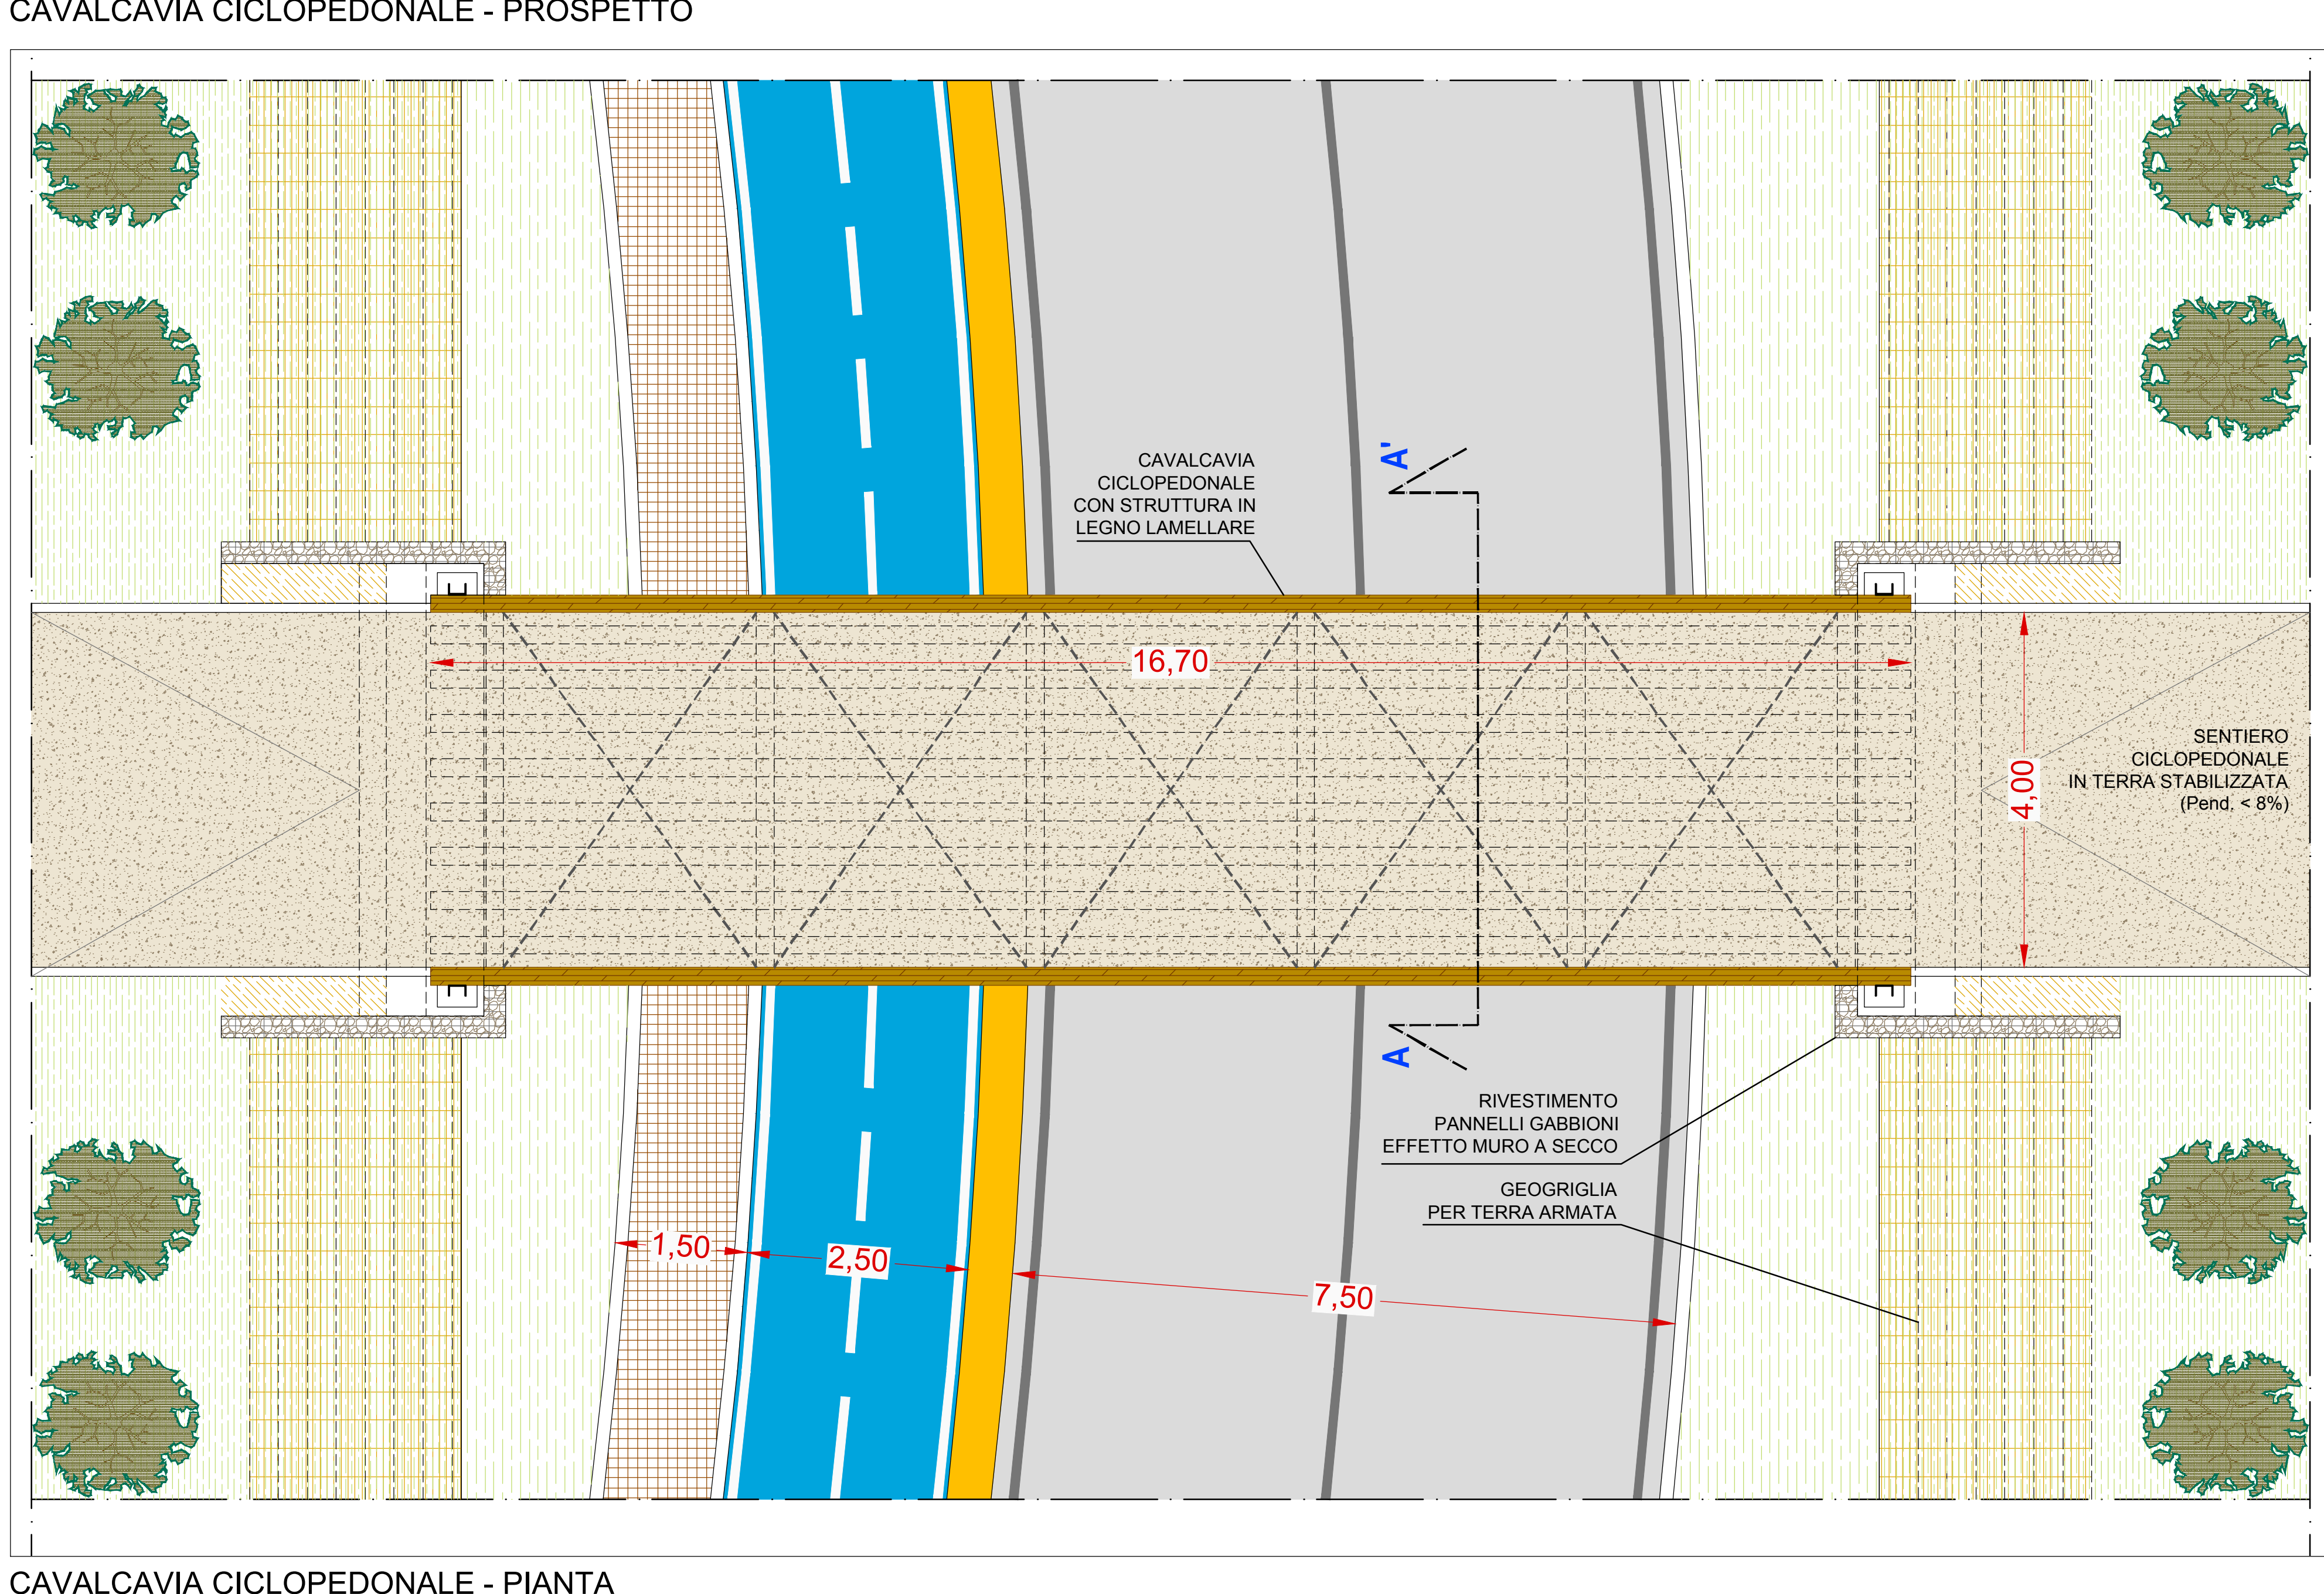 CAVALCAVIA CICLOPEDONALE - PROSPETTO
CAVALCAVIA
CICLOPEDONALE
CON STRUTTURA IN
LEGNO LAMELLARE
A'
16,70
4,00
SENTIERO
CICLOPEDONALE
IN TERRA STABILIZZATA
(Pend. < 8%)
A
RIVESTIMENTO
PANNELLI GABBIONI
EFFETTO MURO A SECCO
GEOGRIGLIA
PER TERRA ARMATA
1,50
2,50
7,50
CAVALCAVIA CICLOPEDONALE - PIANTA